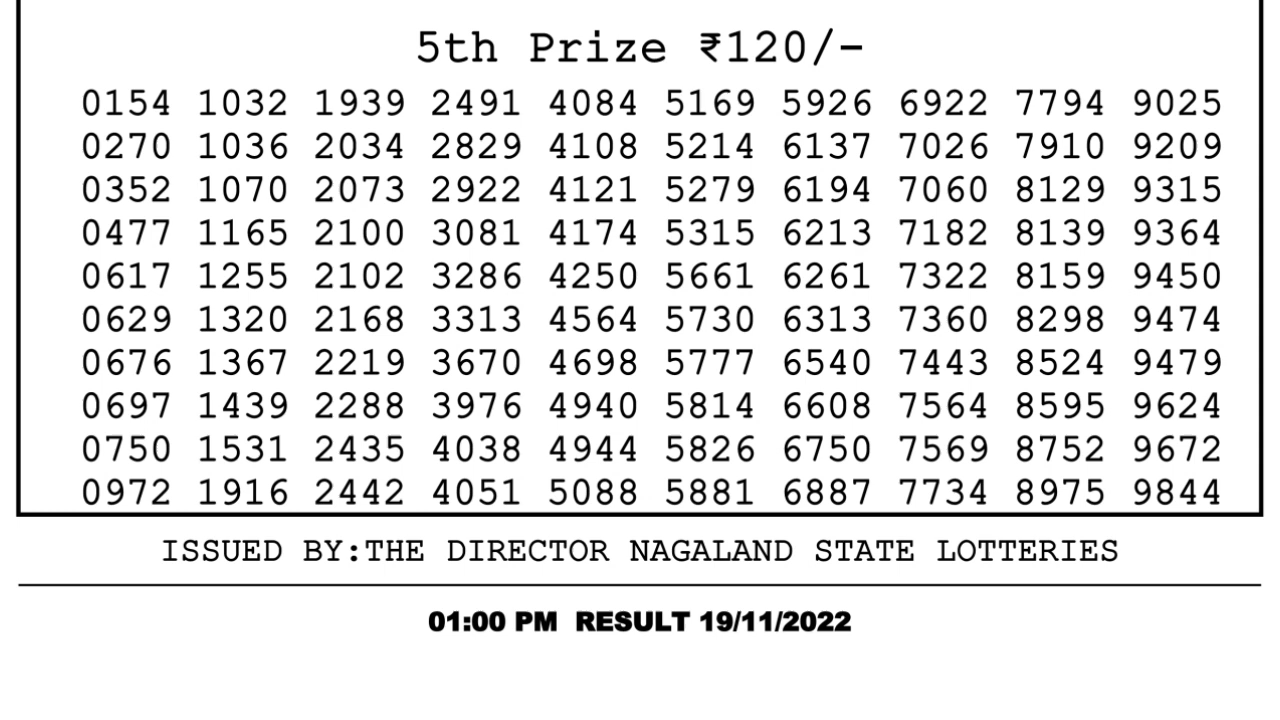 5th Prize ₹120/-
0154 1032 1939 2491 4084 5169 5926 6922 7794 9025
0270 1036 2034 2829 4108 5214 6137 7026 7910 9209
0352 1070 2073 2922 4121 5279 6194 7060 8129 9315
0477 1165 2100 3081 4174 5315 6213 7182 8139 9364
0617 1255 2102 3286 4250 5661 6261 7322 8159 9450
0629 1320 2168 3313 4564 5730 6313 7360 8298 9474
0676 1367 2219 3670 4698 5777 6540 7443 8524 9479
0697 1439 2288 3976 4940 5814 6608 7564 8595 9624
0750 1531 2435 4038 4944 5826 6750 7569 8752 9672
0972 1916 2442 4051 5088 5881 6887 7734 8975 9844
ISSUED BY:THE DIRECTOR NAGALAND STATE LOTTERIES
01:00 PM RESULT 19/11/2022